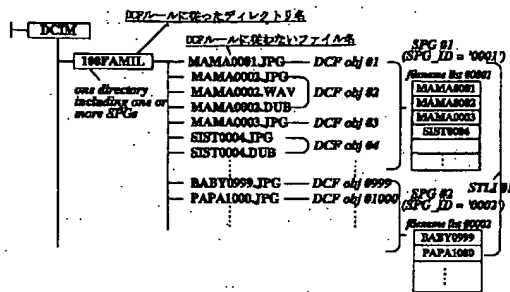 DCFルールに従ったディレクトリ名
DCIM
DCFルールに従わないファイル名
SPG #1
(SPG_ID = '0001')
108FAMIL
MAMA0001.JPG
DCF obj #1
filename list #0001
one directory
including one or
more SPGs
MAMA0002.JPG
MAMA0002.WAV
DCF obj #2
MAMA0002.DUB
MAMA0003.JPG
DCF obj #3
SIST0004.JPG
DCF obj #4
SIST0004.DUB
MAMA0001
MAMA0002
MAMA0003
SIST0004
STLI #1
BABY0999.JPG
DCF obj #999
PAPA1000.JPG
DCF obj #1000
SPG #2
(SPG_ID = '0002')
filename list #0002
BABY0999
PAPA1000